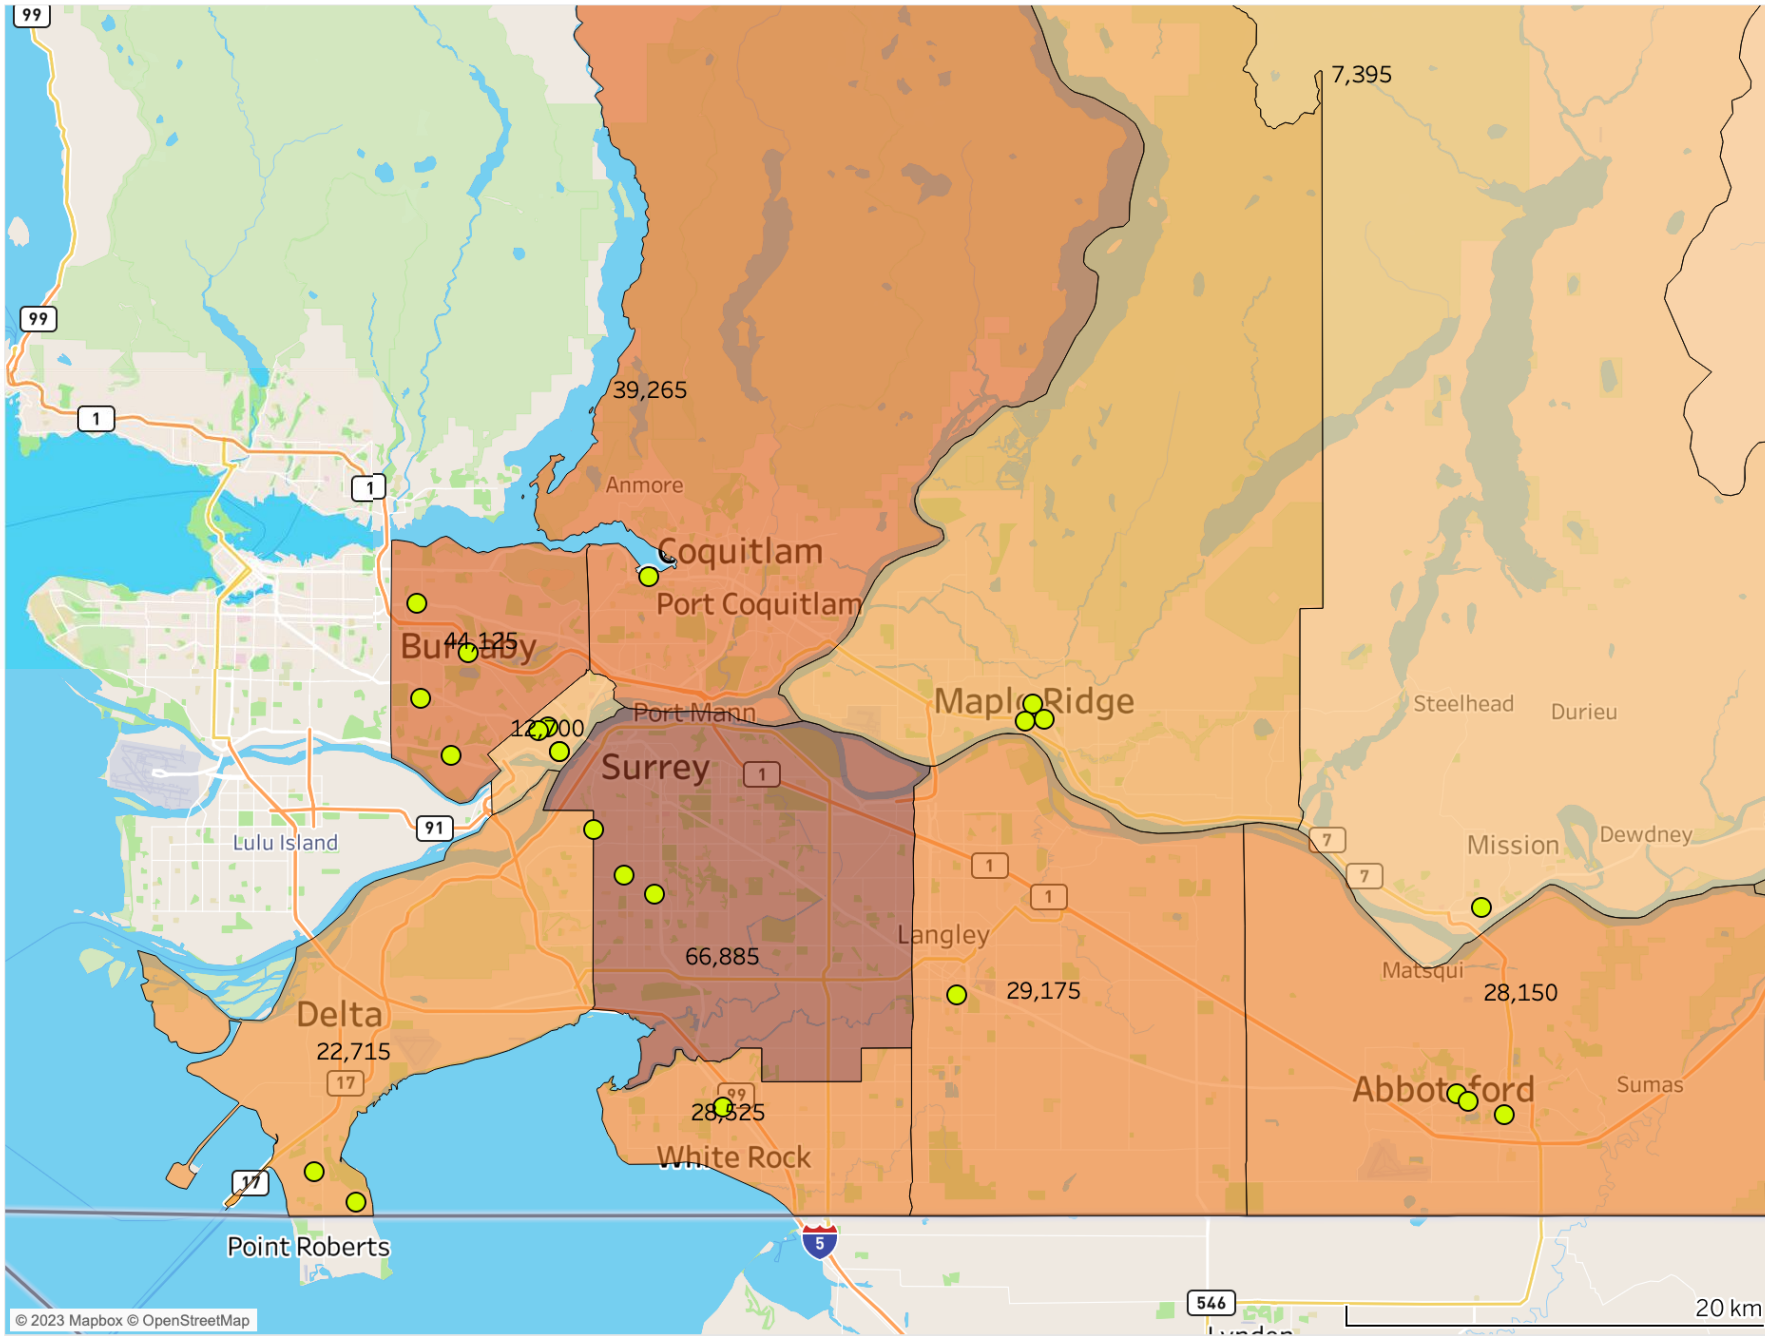 99
7,395
99
39,265
1
1
Anmore
Coquitlam
Port Coquitlam
Burnaby
44,125
Maple Ridge
Steelhead
Durieu
Port Mann
12,700
Surrey
1
91
Lulu Island
7
Mission
Dewdney
1
7
1
Langley
66,885
Matsqui
29,175
28,150
Delta
22,715
17
99
28,525
Abbotsford
Sumas
White Rock
17
Point Roberts
5
546
20 km
© 2023 Mapbox © OpenStreetMap
Lynden